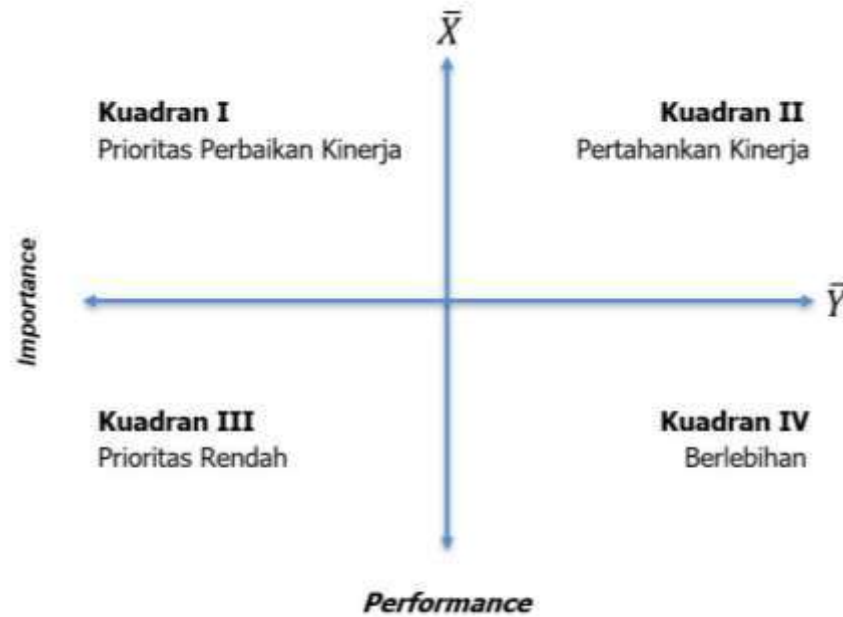 X̄
Kuadran I
Prioritas Perbaikan Kinerja
Kuadran II
Pertahankan Kinerja
Importance
Ȳ
Kuadran III
Prioritas Rendah
Kuadran IV
Berlebihan
Performance